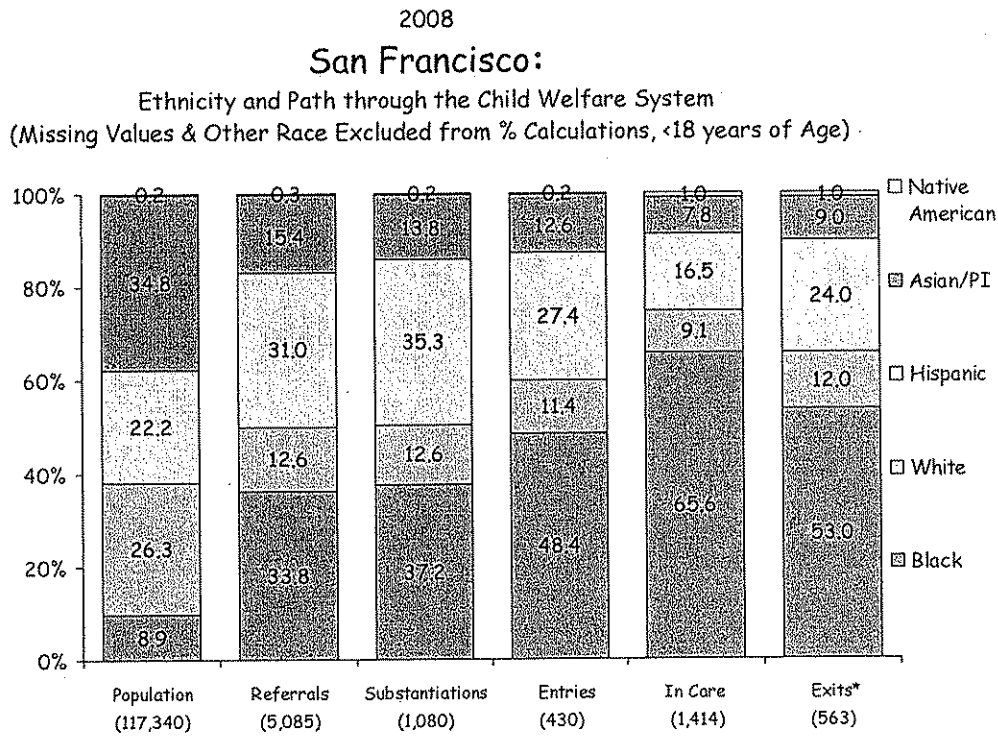 2008
San Francisco:
Ethnicity and Path through the Child Welfare System
(Missing Values & Other Race Excluded from % Calculations, <18 years of Age)
100%
80%
60%
40%
20%
0%
0.2
34.8
22.2
26.3
8.9
0.3
15.4
31.0
12.6
33.8
0.2
13.8
35.3
12.6
37.2
0.2
12.6
27.4
11.4
48.4
1.0
7.8
16.5
9.1
65.6
1.0
9.0
24.0
12.0
53.0
Native
American
Asian/PI
Hispanic
White
Black
Population
(117,340)
Referrals
(5,085)
Substantiations
(1,080)
Entries
(430)
In Care
(1,414)
Exits*
(563)